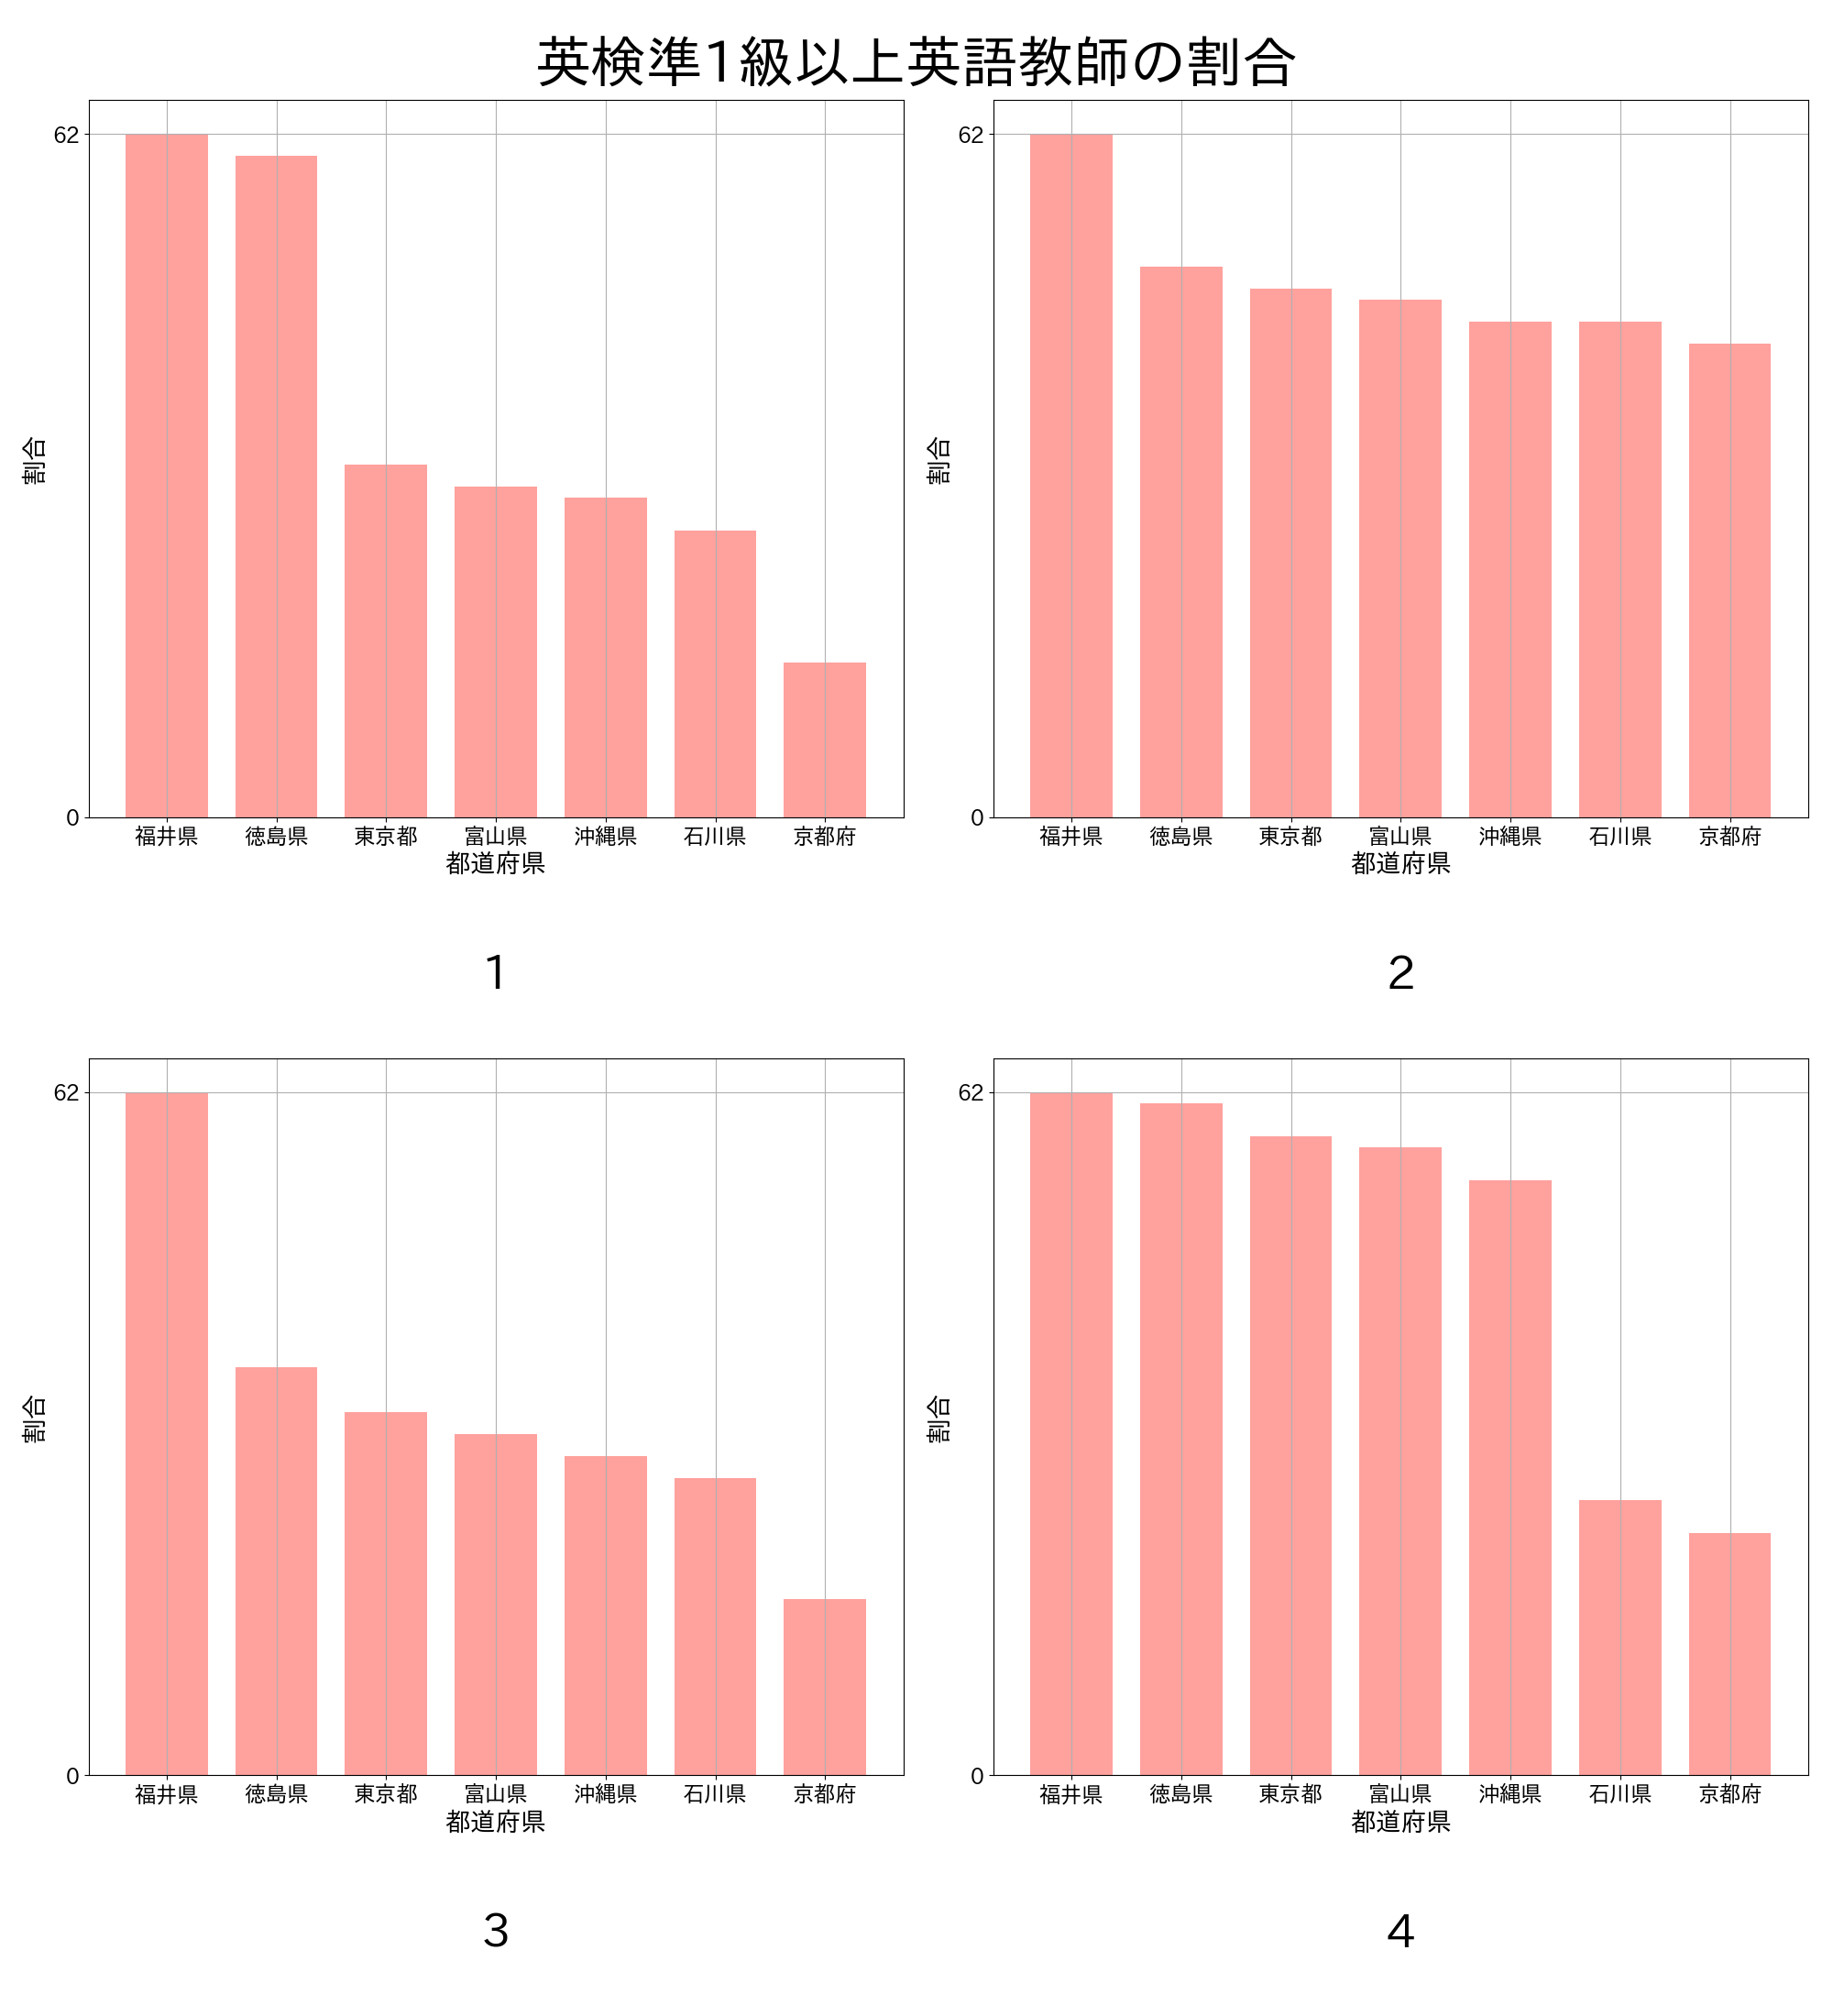 英検準1級以上英語教師の割合
62
0
割合
福井県 徳島県 東京都 富山県 沖縄県 石川県 京都府
都道府県
1
62
0
割合
福井県 徳島県 東京都 富山県 沖縄県 石川県 京都府
都道府県
2
62
0
割合
福井県 徳島県 東京都 富山県 沖縄県 石川県 京都府
都道府県
3
62
0
割合
福井県 徳島県 東京都 富山県 沖縄県 石川県 京都府
都道府県
4